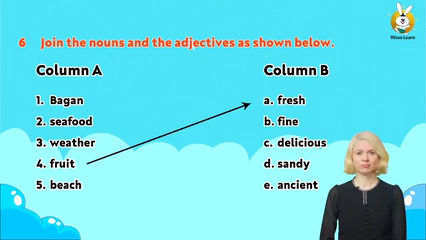 Wasa Learn
6 Join the nouns and the adjectives as shown below.
Column A
Column B
1. Bagan
a. fresh
2. seafood
b. fine
3. weather
c. delicious
4. fruit
d. sandy
5. beach
e. ancient